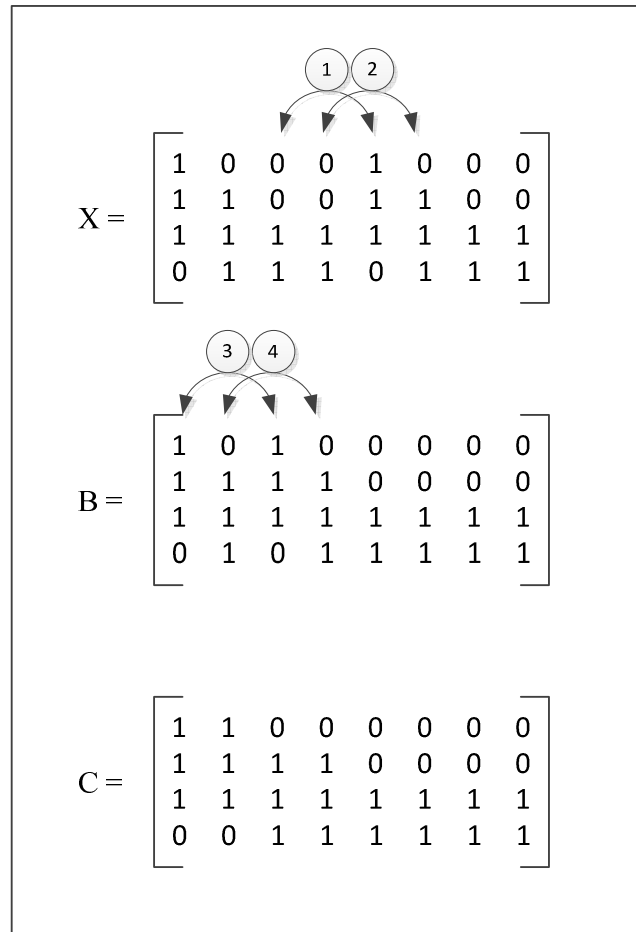 1 2
1 0 0 0 1 0 0 0
1 1 0 0 1 1 0 0
X =
1 1 1 1 1 1 1 1
0 1 1 1 0 1 1 1
3 4
1 0 1 0 0 0 0 0
1 1 1 1 0 0 0 0
B =
1 1 1 1 1 1 1 1
0 1 0 1 1 1 1 1
1 1 0 0 0 0 0 0
1 1 1 1 0 0 0 0
C =
1 1 1 1 1 1 1 1
0 0 1 1 1 1 1 1